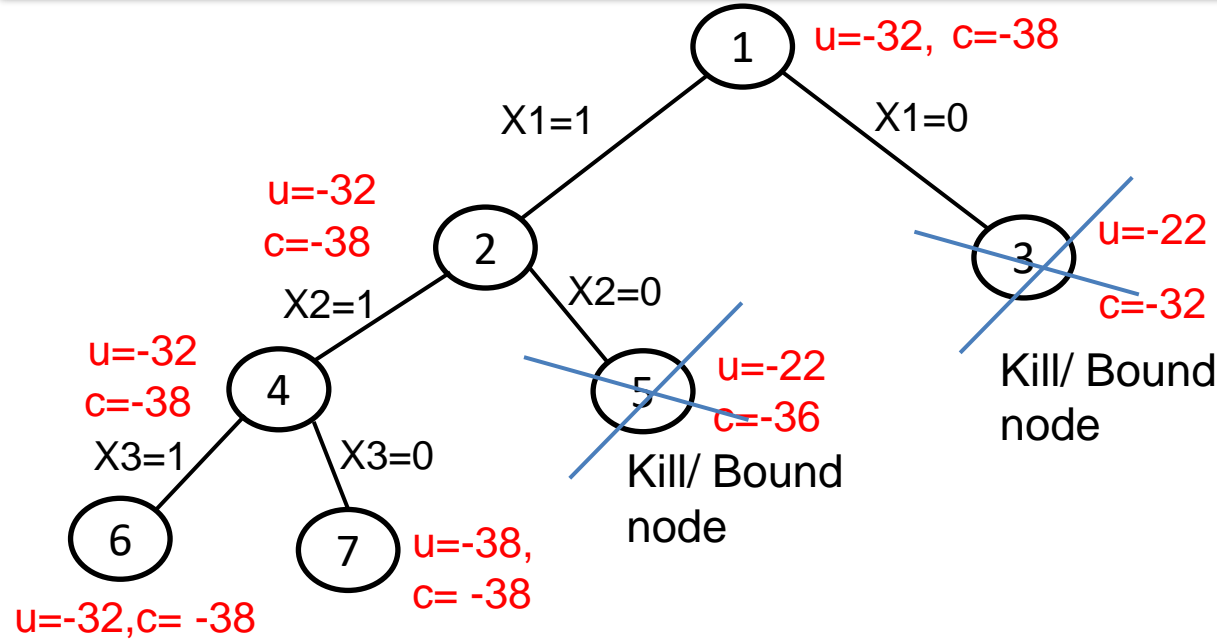 1
u=-32, c=-38
X1=1
X1=0
u=-32
c=-38
2
3
u=-22
c=-32
X2=1
X2=0
Kill/ Bound
node
u=-32
c=-38
4
5
u=-22
c=-36
Kill/ Bound
node
X3=1
X3=0
6
7
u=-38,
c= -38
u=-32,c= -38